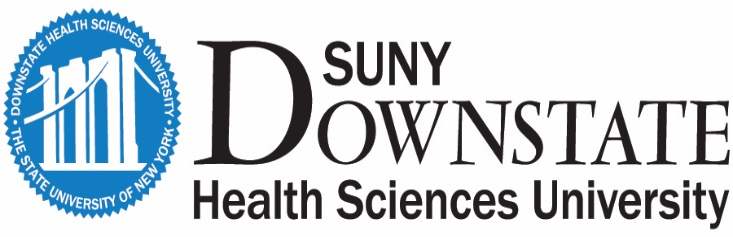 • DOWNSTATE HEALTH SCIENCES UNIVERSITY •
THE STATE UNIVERSITY OF NEW YORK
SUNY
DOWNSTATE
Health Sciences University